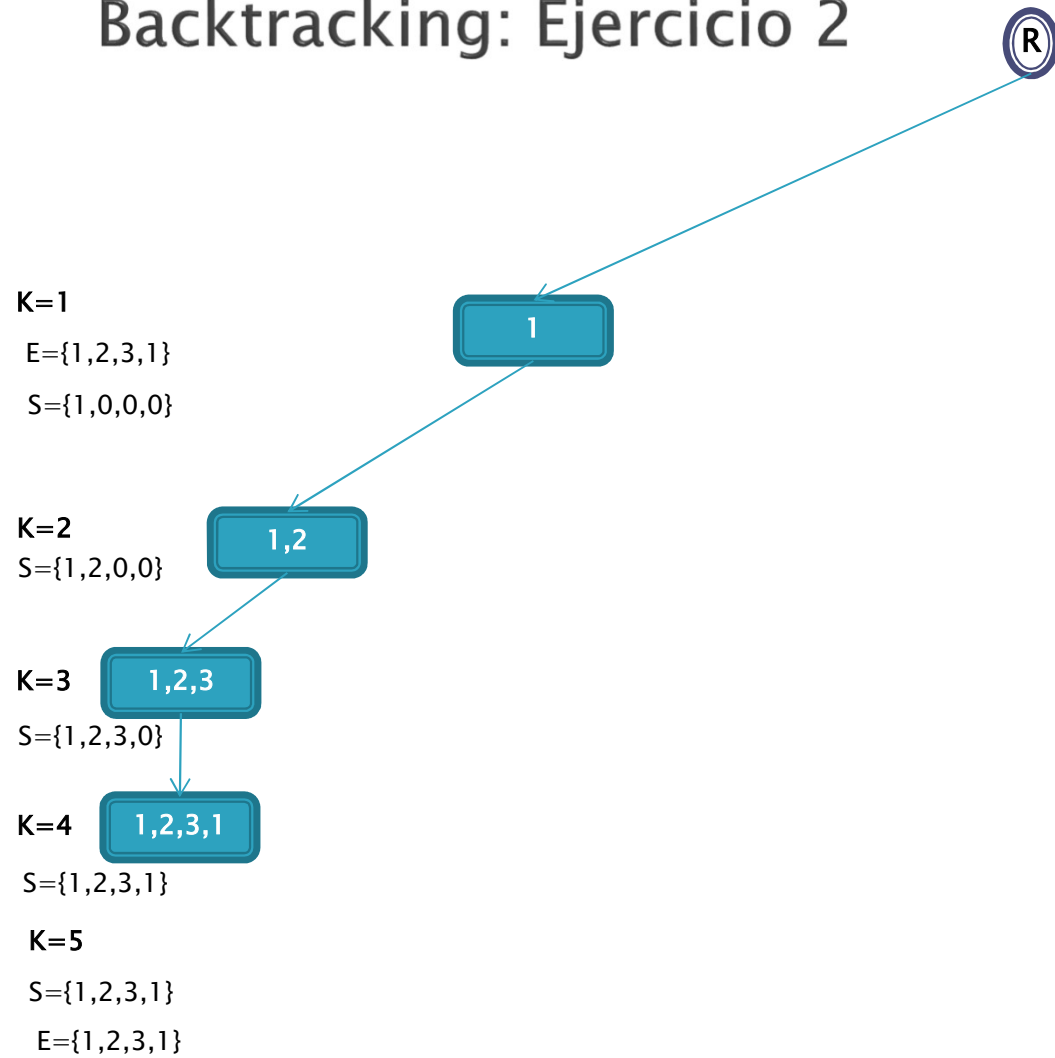 Backtracking: Ejercicio 2
R
K=1
1
E={1,2,3,1}
S={1,0,0,0}
K=2
1,2
S={1,2,0,0}
K=3
1,2,3
S={1,2,3,0}
K=4
1,2,3,1
S={1,2,3,1}
K=5
S={1,2,3,1}
E={1,2,3,1}